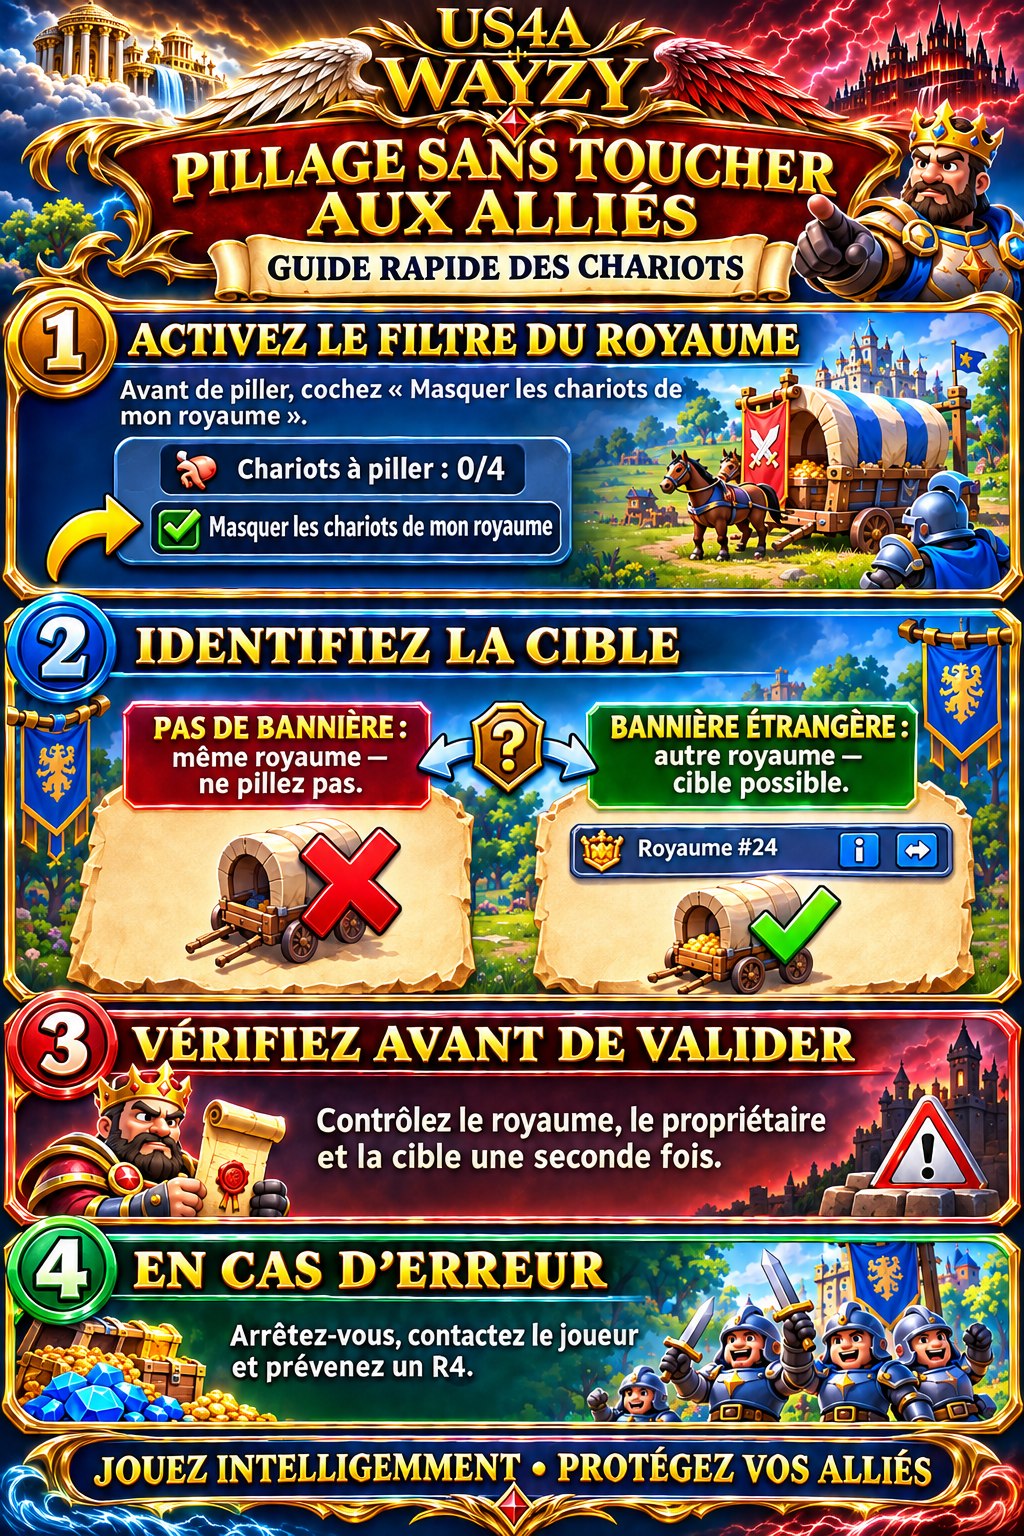 US4A
WAYZY
PILLAGE SANS TOUCHER
AUX ALLIÉS
GUIDE RAPIDE DES CHARIOTS
1 ACTIVEZ LE FILTRE DU ROYAUME
Avant de piller, cochez « Masquer les chariots de
mon royaume ».
Chariots à piller : 0/4
Masquer les chariots de mon royaume
2 IDENTIFIEZ LA CIBLE
PAS DE BANNIÈRE :
même royaume —
ne pillez pas.
?
BANNIÈRE ÉTRANGÈRE :
autre royaume —
cible possible.
Royaume #24
i
3 VÉRIFIEZ AVANT DE VALIDER
Contrôlez le royaume, le propriétaire
et la cible une seconde fois.
!
4 EN CAS D’ERREUR
Arrêtez-vous, contactez le joueur
et prévenez un R4.
JOUEZ INTELLIGEMMENT • PROTÉGEZ VOS ALLIÉS